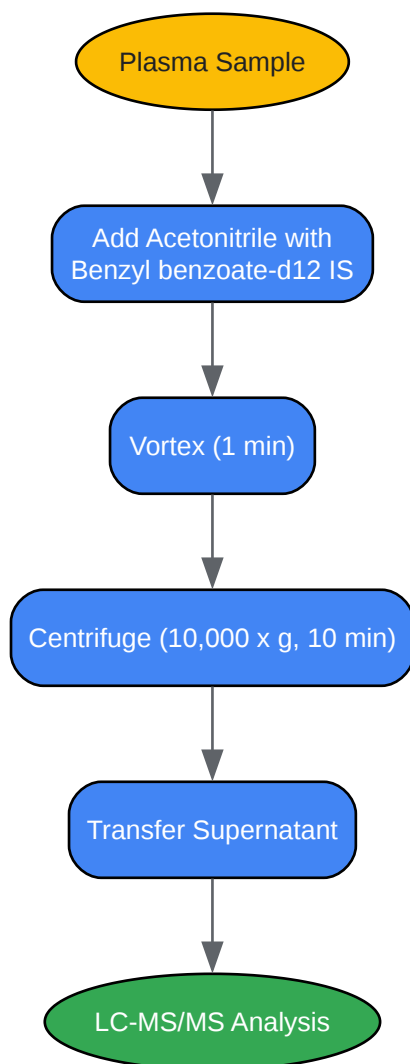 Plasma Sample
Add Acetonitrile with
Benzyl benzoate-d12 IS
Vortex (1 min)
Centrifuge (10,000 x g, 10 min)
Transfer Supernatant
LC-MS/MS Analysis